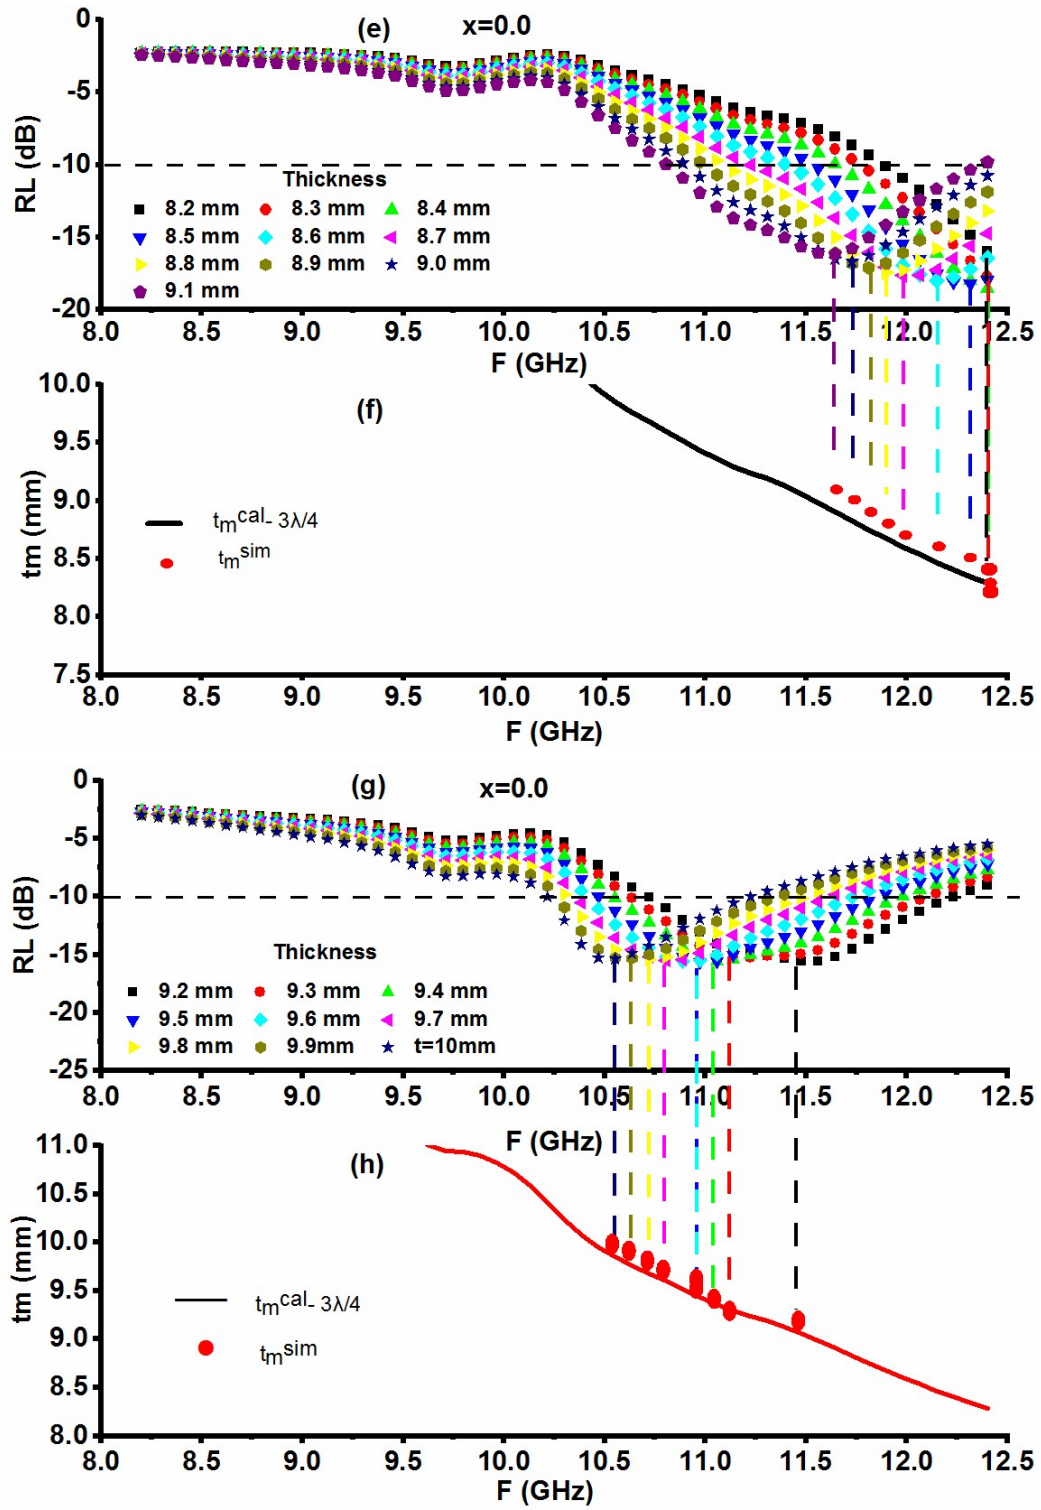 (e) x=0.0
RL (dB)
0
-5
-10
-15
-20
Thickness
8.2 mm 8.3 mm 8.4 mm
8.5 mm 8.6 mm 8.7 mm
8.8 mm 8.9 mm 9.0 mm
9.1 mm
8.0 8.5 9.0 9.5 10.0 10.5 11.0 11.5 12.0 12.5
F (GHz)
(f)
tm (mm)
10.0
9.5
9.0
8.5
8.0
7.5
tmcal- 3λ/4
tmsim
8.0 8.5 9.0 9.5 10.0 10.5 11.0 11.5 12.0 12.5
F (GHz)
(g) x=0.0
RL (dB)
0
-5
-10
-15
-20
-25
Thickness
9.2 mm 9.3 mm 9.4 mm
9.5 mm 9.6 mm 9.7 mm
9.8 mm 9.9mm t=10mm
8.0 8.5 9.0 9.5 10.0 10.5 11.0 11.5 12.0 12.5
F (GHz)
(h)
tm (mm)
11.0
10.5
10.0
9.5
9.0
8.5
8.0
tmcal- 3λ/4
tmsim
8.0 8.5 9.0 9.5 10.0 10.5 11.0 11.5 12.0 12.5
F (GHz)